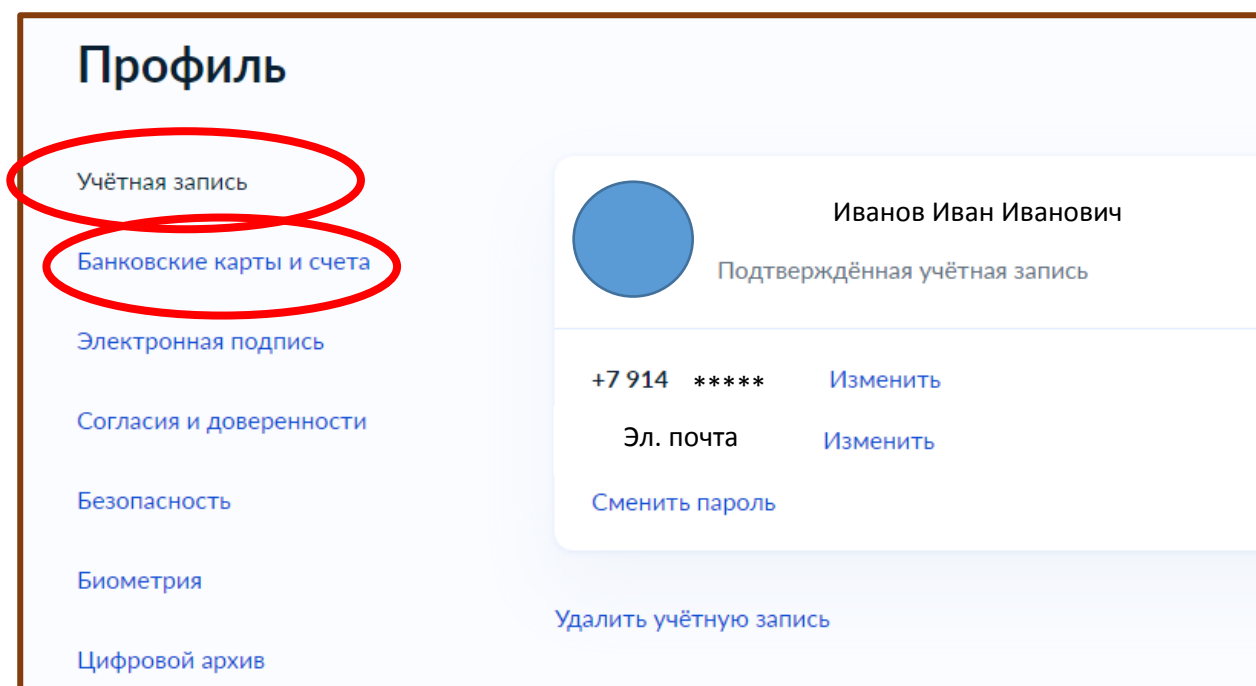 Профиль
Учётная запись
Банковские карты и счета
Электронная подпись
Согласия и доверенности
Безопасность
Биометрия
Цифровой архив
Иванов Иван Иванович
Подтверждённая учётная запись
+7 914 ***** Изменить
Эл. почта Изменить
Сменить пароль
Удалить учётную запись